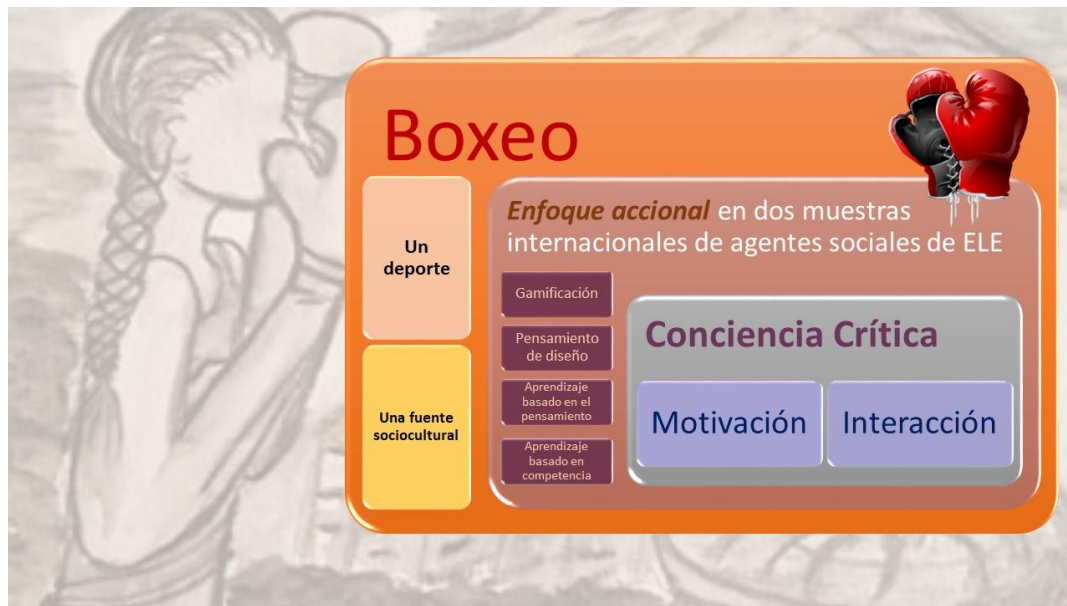 Boxeo
Un
deporte
Una fuente
sociocultural
Enfoque accional en dos muestras
internacionales de agentes sociales de ELE
Gamificación
Pensamiento
de diseño
Aprendizaje
basado en el
pensamiento
Aprendizaje
basado en
competencia
Conciencia Crítica
Motivación
Interacción